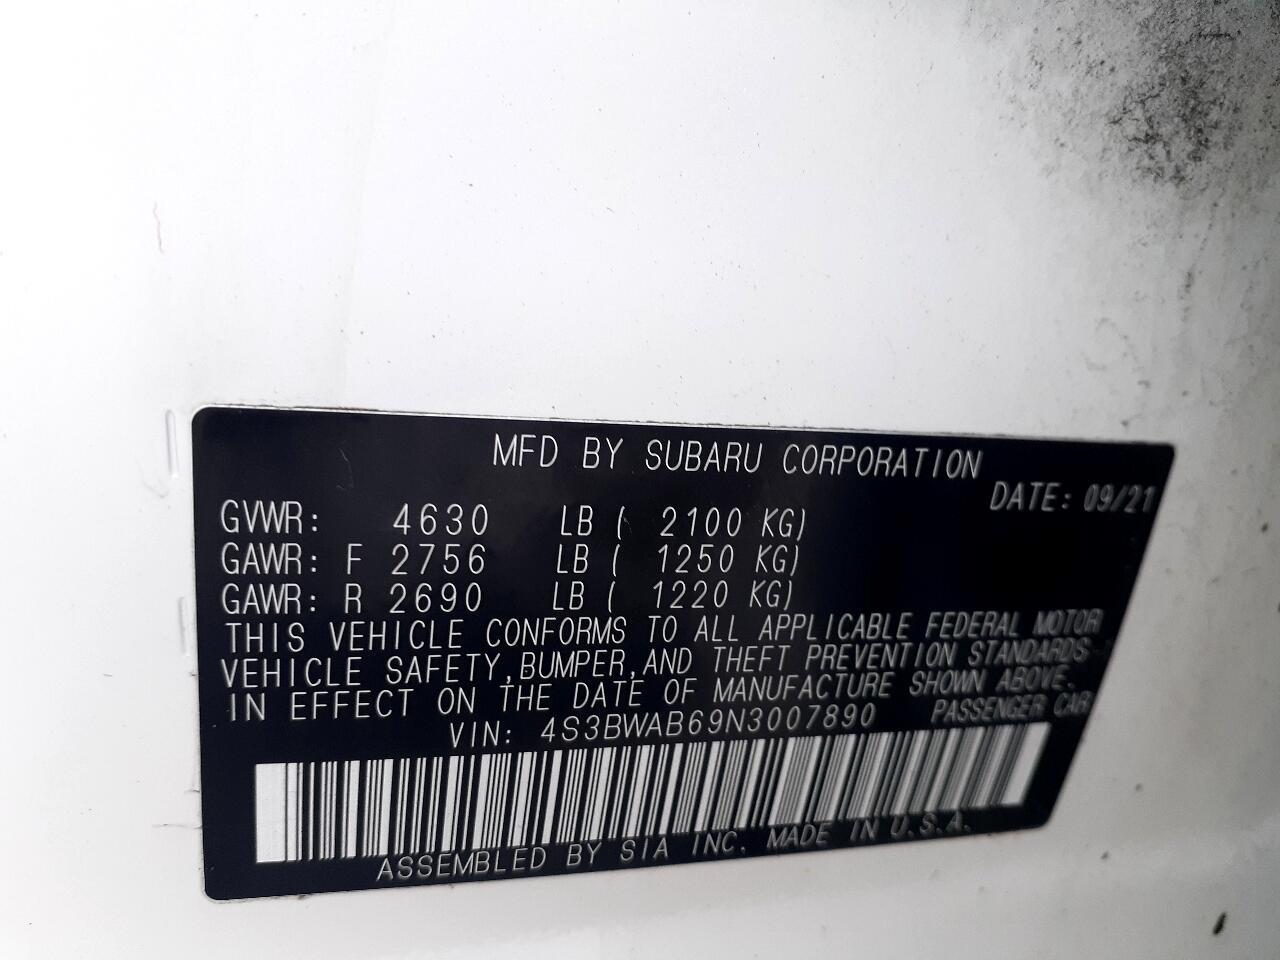 MFD BY SUBARU CORPORATION
DATE: 09/21
GVWR: 4630 LB ( 2100 KG)
GAWR: F 2756 LB ( 1250 KG)
GAWR: R 2690 LB ( 1220 KG)
THIS VEHICLE CONFORMS TO ALL APPLICABLE FEDERAL MOTOR
VEHICLE SAFETY,BUMPER,AND THEFT PREVENTION STANDARDS
IN EFFECT ON THE DATE OF MANUFACTURE SHOWN ABOVE.
VIN: 4S3BWAB69N3007890 PASSENGER CAR
ASSEMBLED BY SIA INC. MADE IN U.S.A.